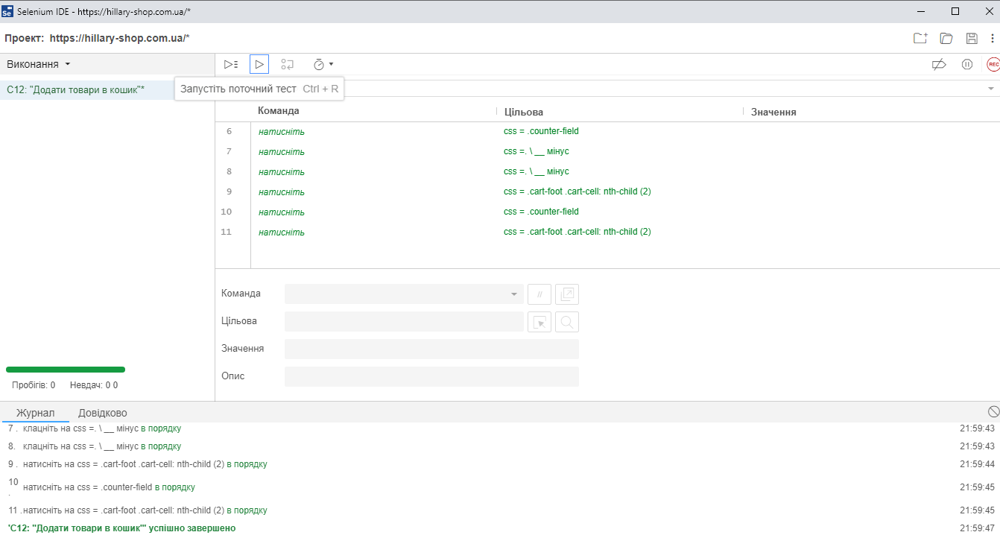 Se Selenium IDE - https://hillary-shop.com.ua/*
Проект: https://hillary-shop.com.ua/*
Виконання
REC
C12: "Додати товари в кошик"*
Запустіть поточний тест Ctrl + R
Команда Цільова Значення
6 натисніть css = .counter-field
7 натисніть css =. \ __ мінус
8 натисніть css =. \ __ мінус
9 натисніть css = .cart-foot .cart-cell: nth-child (2)
10 натисніть css = .counter-field
11 натисніть css = .cart-foot .cart-cell: nth-child (2)
Команда //
Цільова
Значення
Опис
Пробігів: 0 Невдач: 0 0
Журнал Довідково
7 . клацніть на css =. \ __ мінус в порядку 21:59:43
8. клацніть на css =. \ __ мінус в порядку 21:59:43
9 . натисніть на css = .cart-foot .cart-cell: nth-child (2) в порядку 21:59:44
10 . натисніть на css = .counter-field в порядку 21:59:45
11 . натисніть на css = .cart-foot .cart-cell: nth-child (2) в порядку 21:59:45
'C12: "Додати товари в кошик"' успішно завершено 21:59:47